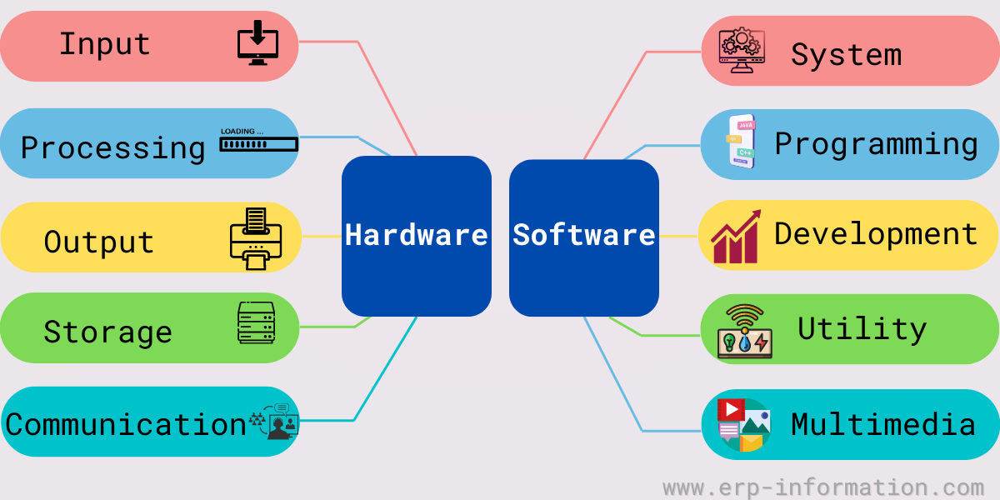 Input
Processing
LOADING ...
Output
Storage
Communication
Hardware
Software
System
JAVA
C++
Programming
Development
Utility
Multimedia
www.erp-information.com